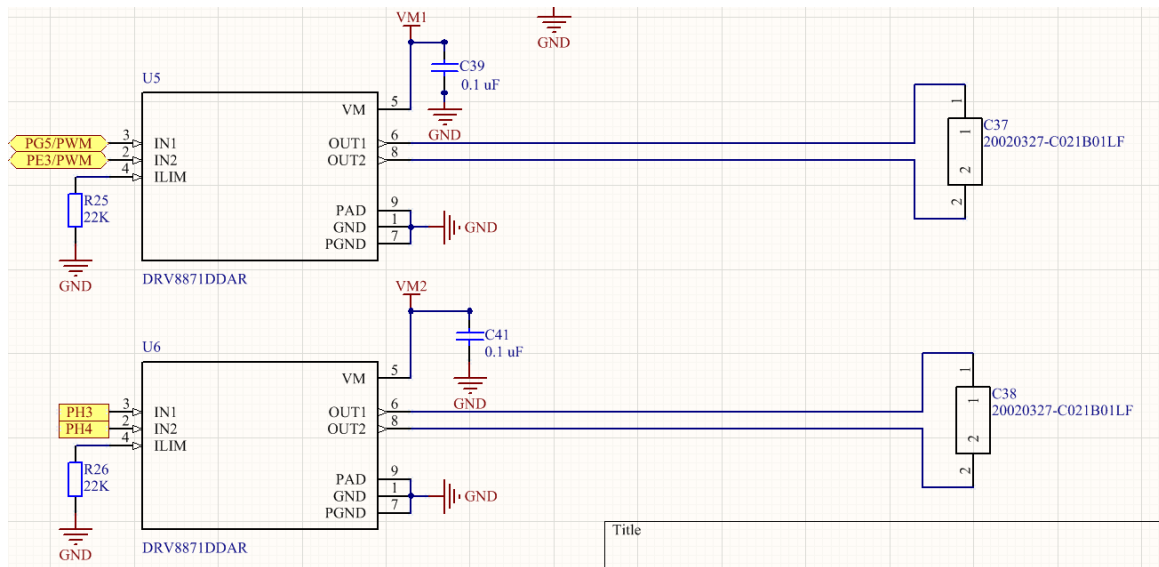 VM1
GND
C39
0.1 uF
GND
U5
VM 5
PG5/PWM 3 IN1
PE3/PWM 2 IN2
4 ILIM
OUT1 6
OUT2 8
R25
22K
GND
PAD 9
GND 1
PGND 7
GND
DRV8871DDAR
1
1
2
2
C37
20020327-C021B01LF
VM2
C41
0.1 uF
GND
U6
VM 5
PH3 3 IN1
PH4 2 IN2
4 ILIM
OUT1 6
OUT2 8
R26
22K
GND
PAD 9
GND 1
PGND 7
GND
DRV8871DDAR
1
1
2
2
C38
20020327-C021B01LF
Title